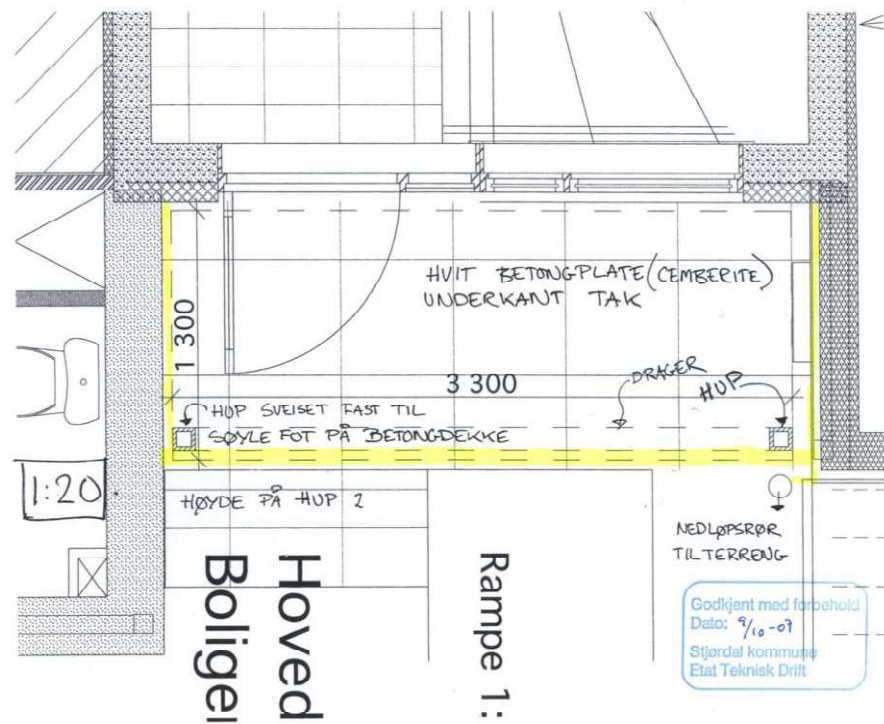 HVIT BETONGPLATE (CEMBERITE)
UNDERKANT TAK
1 300
3 300
DRAGER
HUP
HUP SVEISET FAST TIL
SØYLE FOT PÅ BETONGDEKKE
1:20
HØYDE PÅ HUP 2
NEDLØPSRØR
TIL TERRENG
Hoved
Boligen
Rampe 1:
Godkjent med forbehold
Dato: 9/10-07
Stjørdal kommune
Etat Teknisk Drift